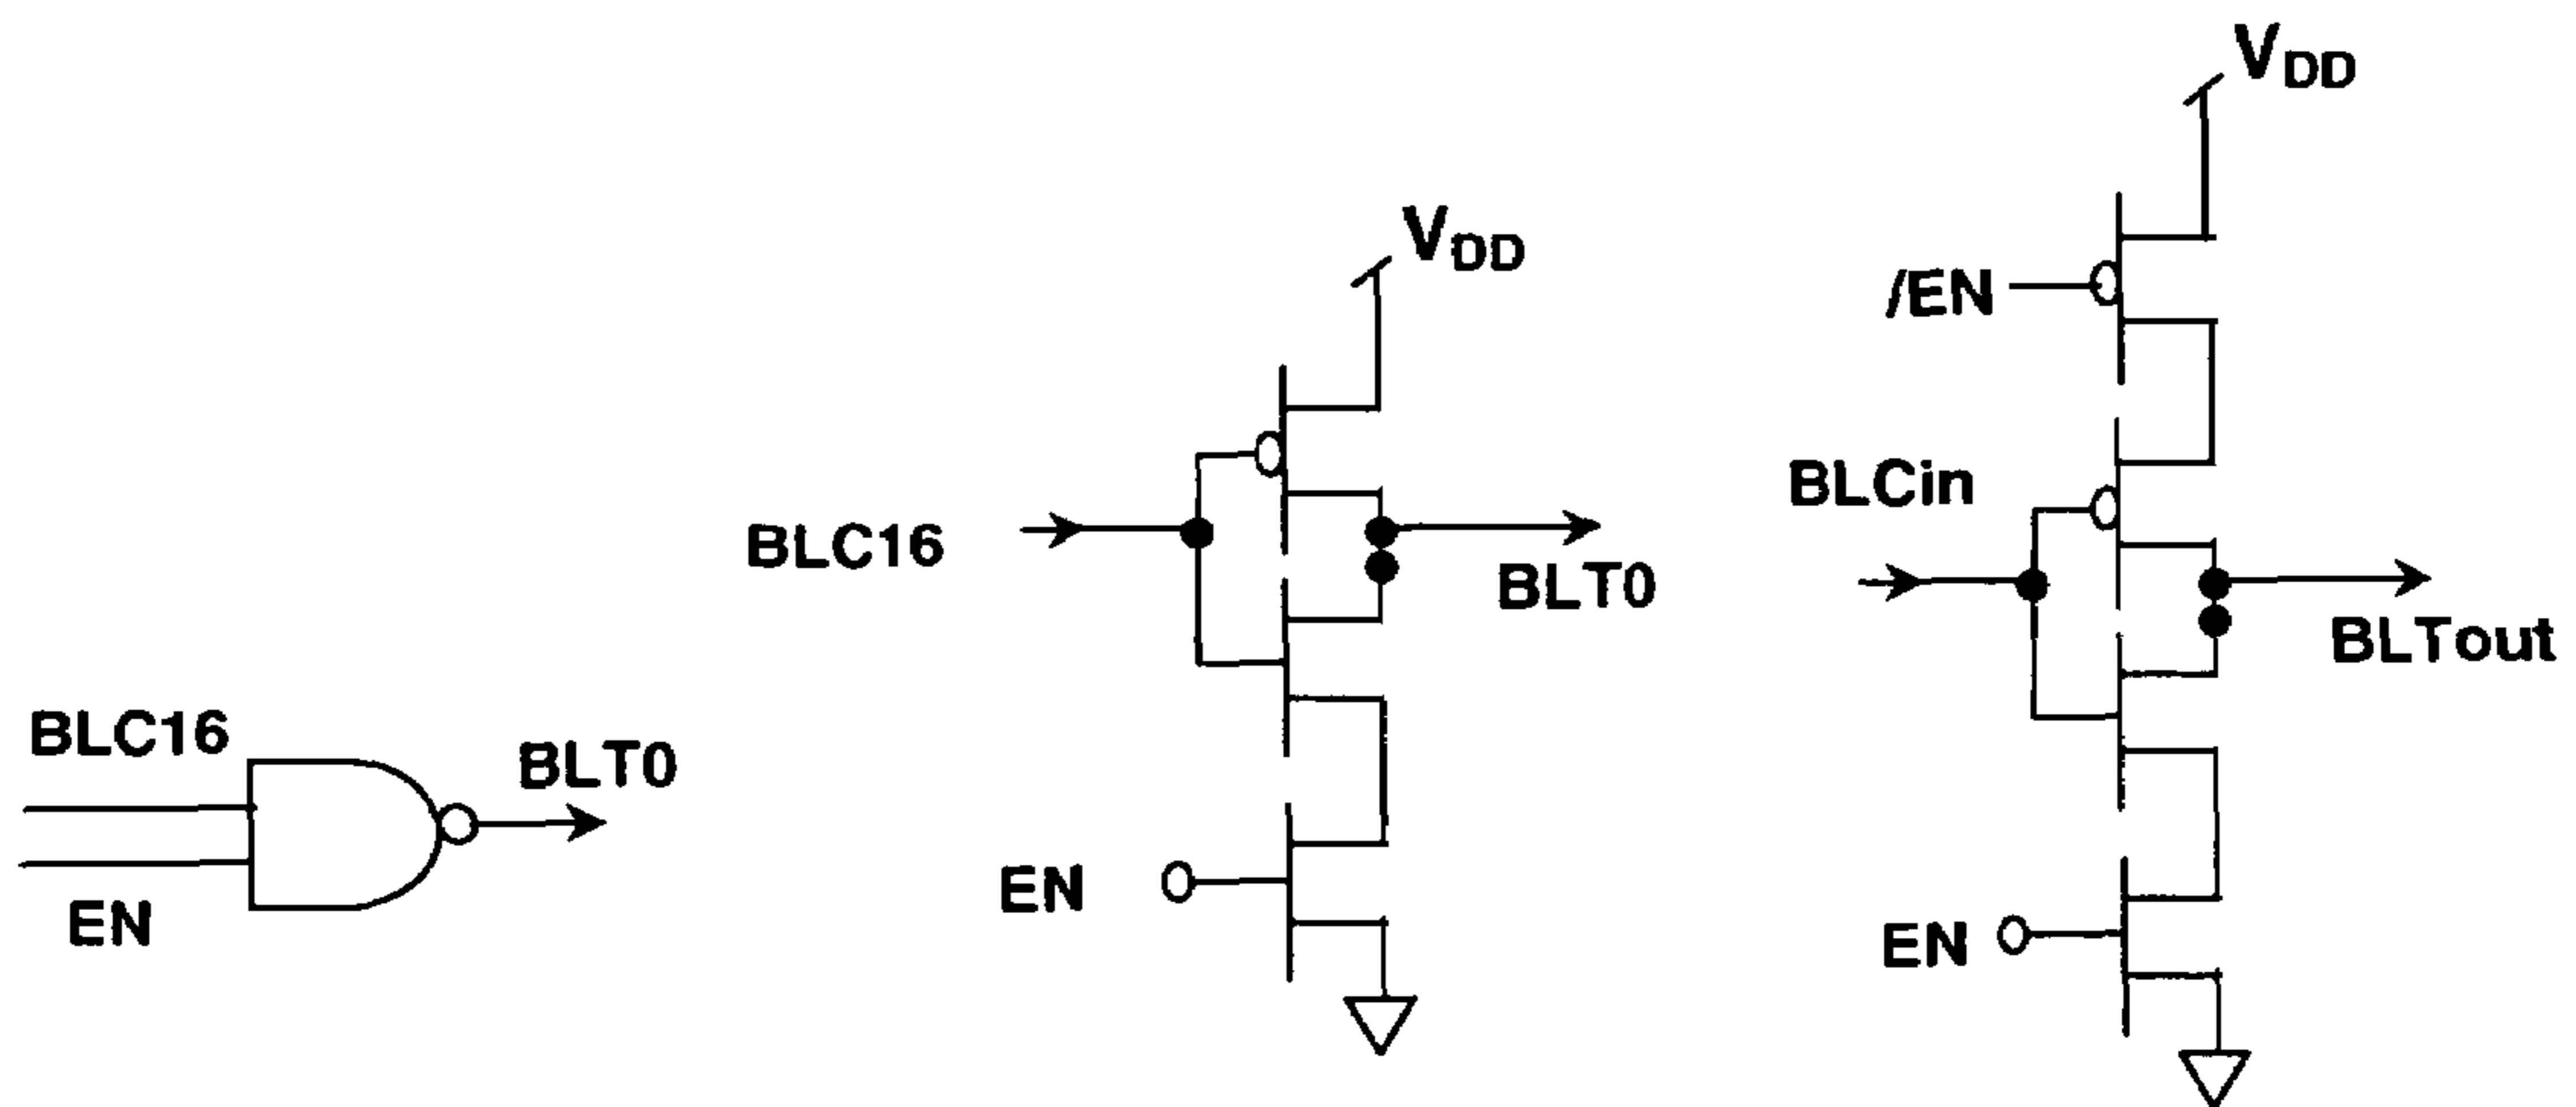 BLC16
EN
BLT0
BLC16
VDD
BLT0
EN
VDD
/EN
BLCin
BLTout
EN